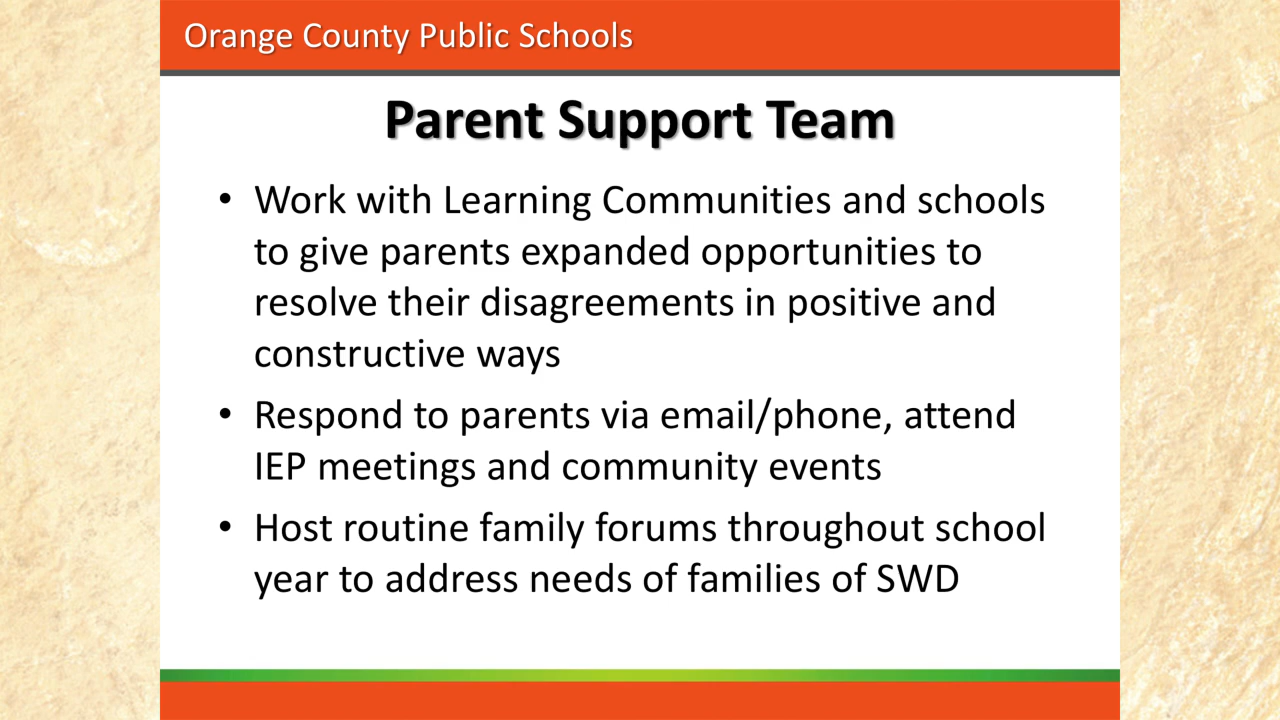 Orange County Public Schools
Parent Support Team
• Work with Learning Communities and schools
to give parents expanded opportunities to
resolve their disagreements in positive and
constructive ways
• Respond to parents via email/phone, attend
IEP meetings and community events
• Host routine family forums throughout school
year to address needs of families of SWD